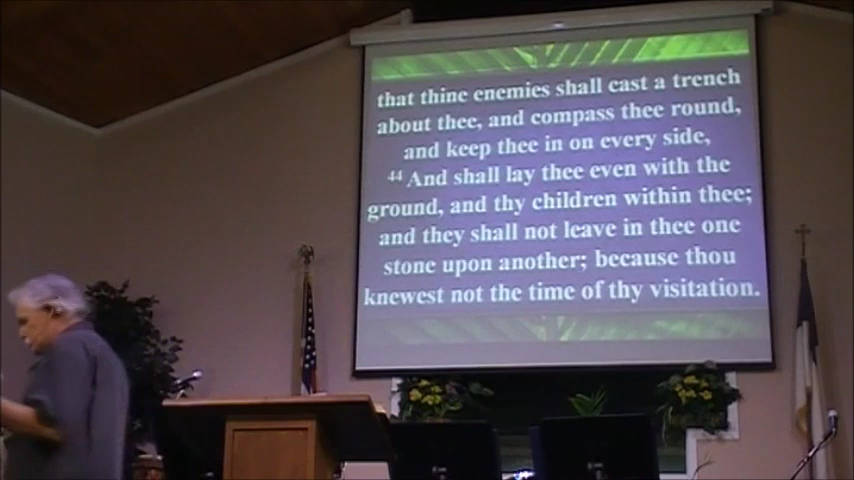 that thine enemies shall cast a trench
about thee, and compass thee round,
and keep thee in on every side,
44 And shall lay thee even with the
ground, and thy children within thee;
and they shall not leave in thee one
stone upon another; because thou
knewest not the time of thy visitation.